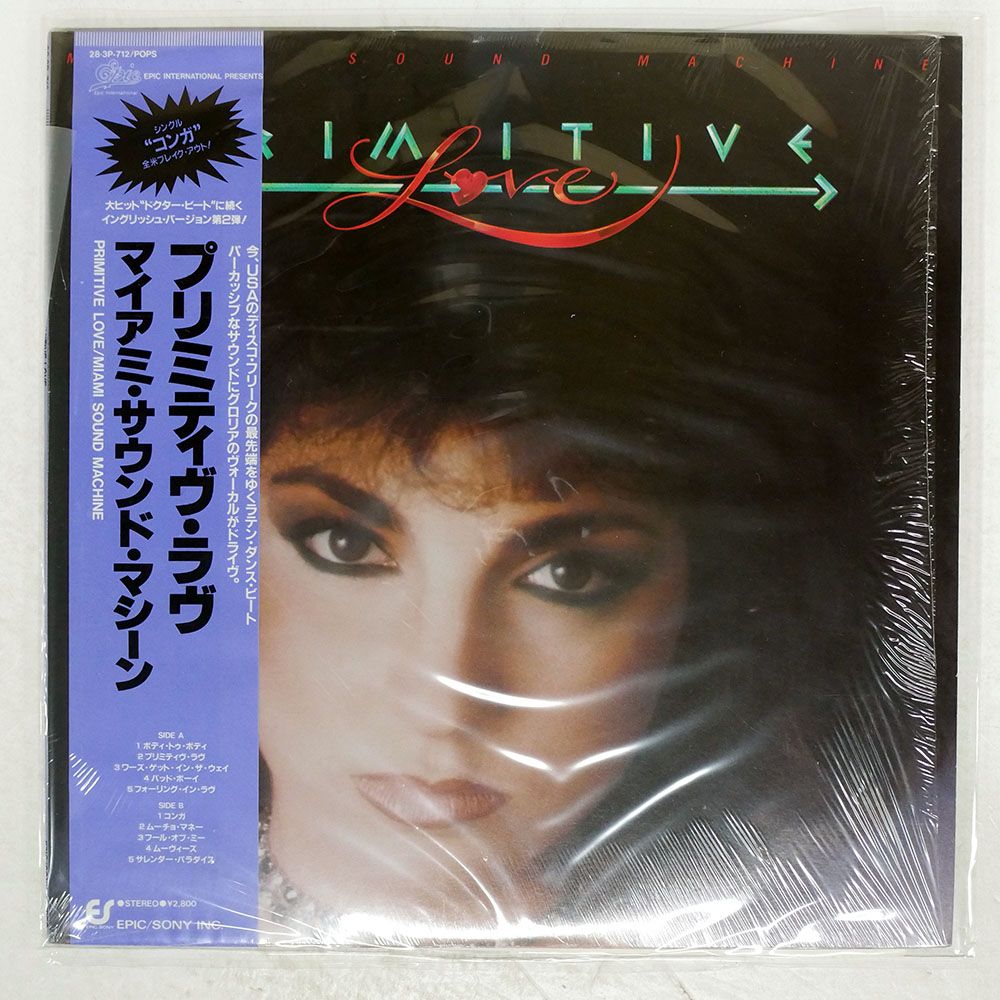 28·3P-712/POPS
Epic
Epic International
EPIC INTERNATIONAL PRESENTS
シングル
“コンガ”
全米ブレイク・アウト!
大ヒット“ドクター・ビート”に続く
イングリッシュ・バージョン第2弾!
プリミティヴ・ラヴ
マイアミ・サウンド・マシーン
PRIMITIVE LOVE/MIAMI SOUND MACHINE
今、USAのディスコ・フリークの最先端をゆくラテン・ダンス・ビート
パーカッシブなサウンドにグロリアのヴォーカルがドライヴ。
SIDE A
1 ボディ・トゥ・ボディ
2 プリミティヴ・ラヴ
3 ワーズ・ゲット・イン・ザ・ウェイ
4 バッド・ボーイ
5 フォーリング・イン・ラヴ
SIDE B
1 コンガ
2 ムーチョ・マネー
3 フール・オブ・ミー
4 ムーヴィーズ
5 サレンダー・パラダイス
ES
EPIC·SONY
●STEREO●¥2,800
EPIC/SONY INC.
M SOUND MACHINE
RIMITIVE
Love